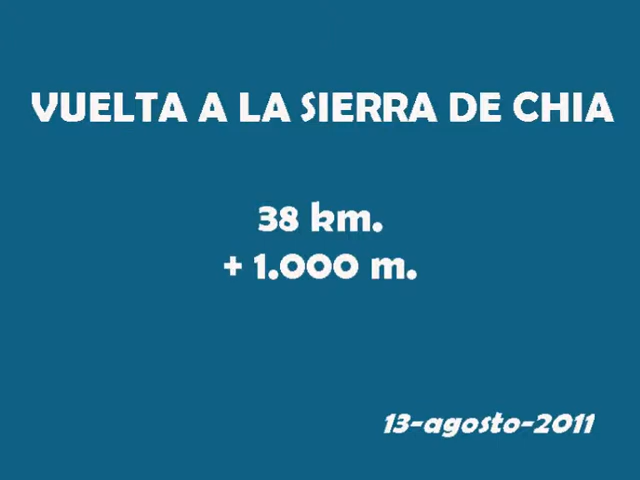 VUELTA A LA SIERRA DE CHIA
38 km.
+ 1.000 m.
13-agosto-2011